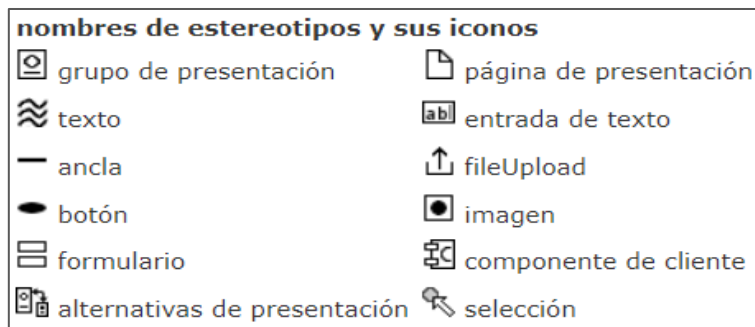 nombres de estereotipos y sus iconos
grupo de presentación página de presentación
texto entrada de texto
ancla fileUpload
botón imagen
formulario componente de cliente
alternativas de presentación selección